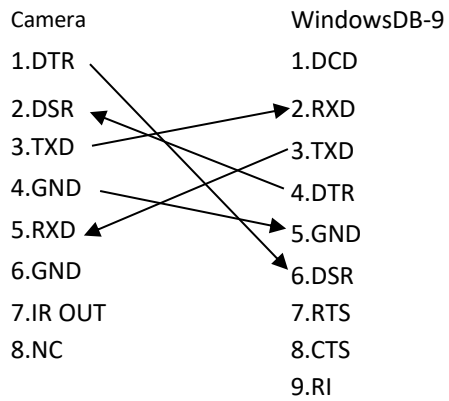 Camera
1.DTR
2.DSR
3.TXD
4.GND
5.RXD
6.GND
7.IR OUT
8.NC
WindowsDB-9
1.DCD
2.RXD
3.TXD
4.DTR
5.GND
6.DSR
7.RTS
8.CTS
9.RI